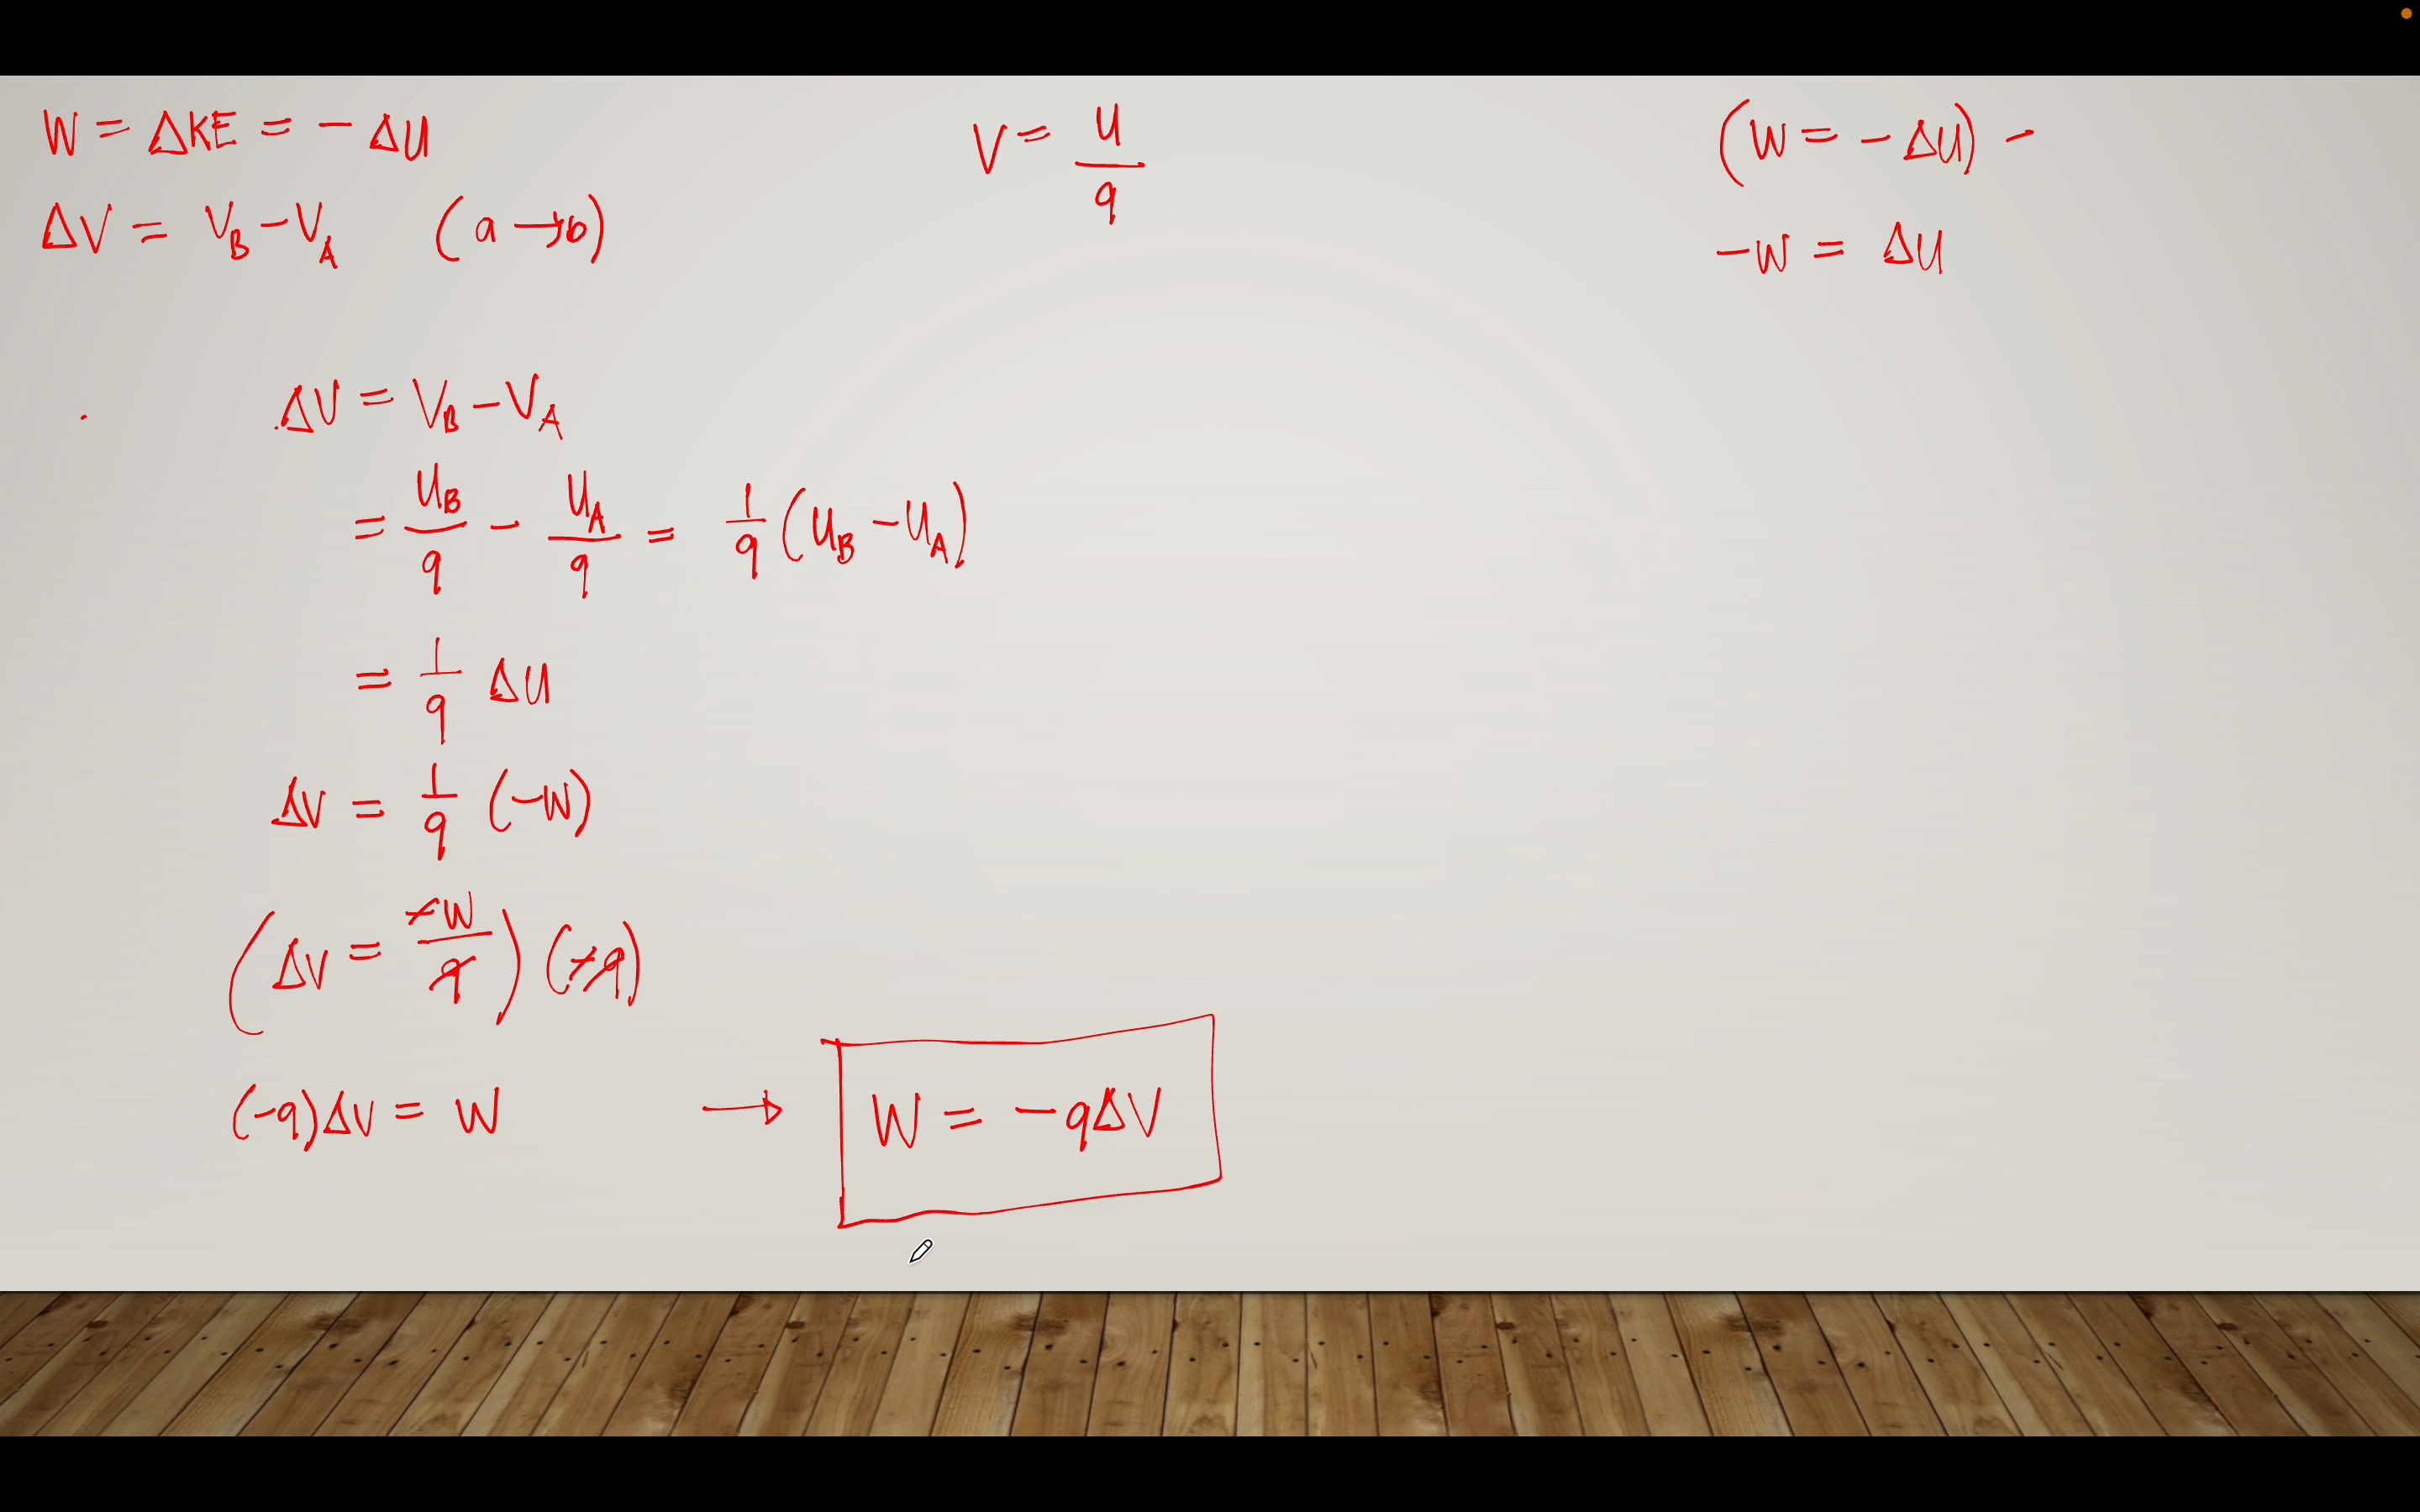 W = ΔKE = - ΔU
ΔV = V_B - V_A (a → b)
V = U/q
(W = - ΔU) -
-W = ΔU
ΔV = V_B - V_A
= U_B/q - U_A/q = 1/q (U_B - U_A)
= 1/q ΔU
ΔV = 1/q (-W)
(ΔV = -W/q) (-q)
(-q)ΔV = W → W = -qΔV